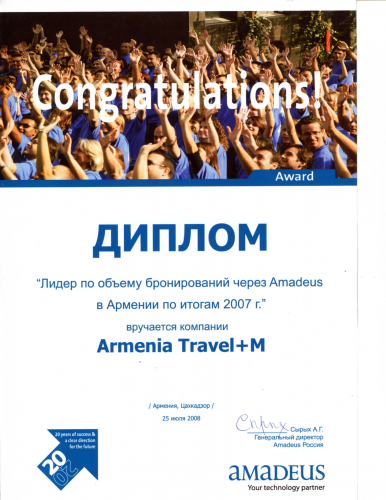 Congratulations!
Award
ДИПЛОМ
“Лидер по объему бронирований через Amadeus
в Армении по итогам 2007 г.”
вручается компании
Armenia Travel+M
/ Армения, Цахкадзор /
25 июля 2008
Сырых А.Г.
Генеральный директор
Amadeus Россия
20 years of success &
a clear direction
for the future
20
amadeus
Your technology partner